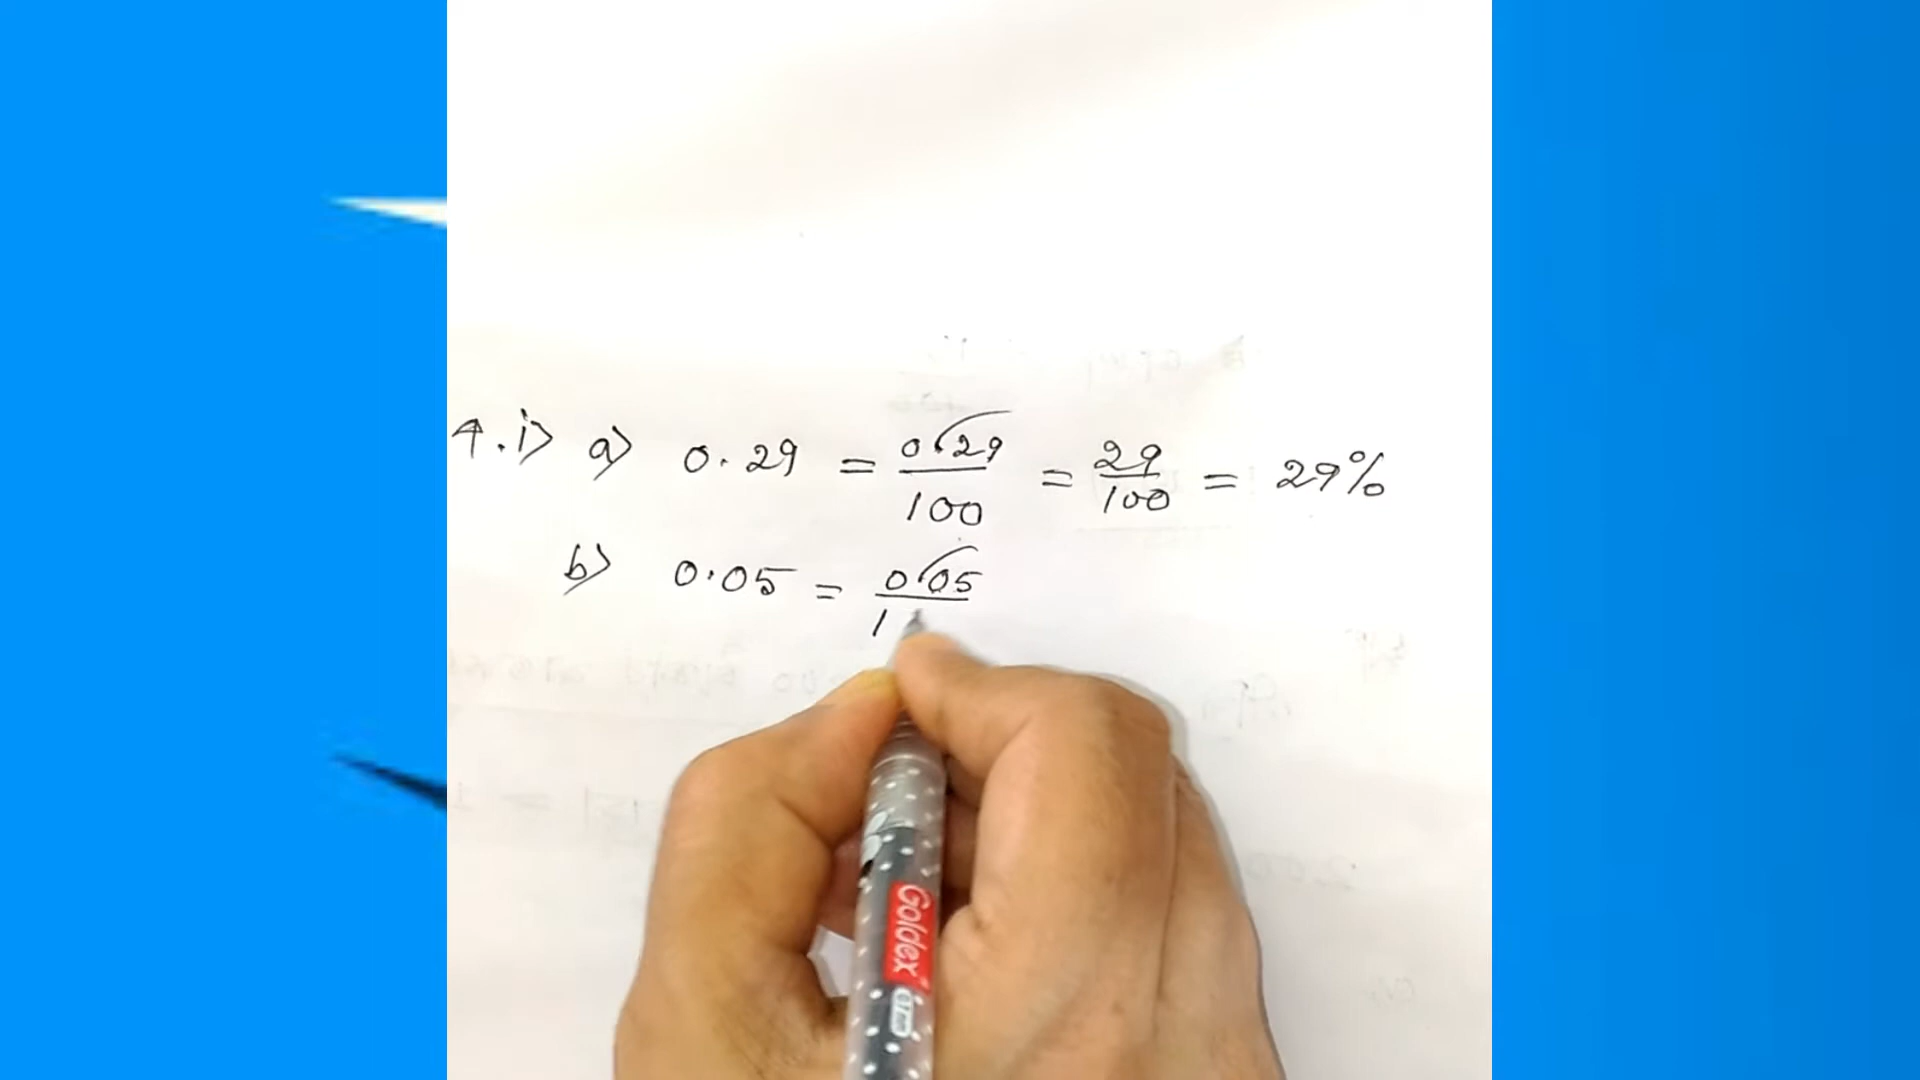 4.i) a) 0.29 = 0.29/100 = 29/100 = 29%
b) 0.05 = 0.05/1
Goldex